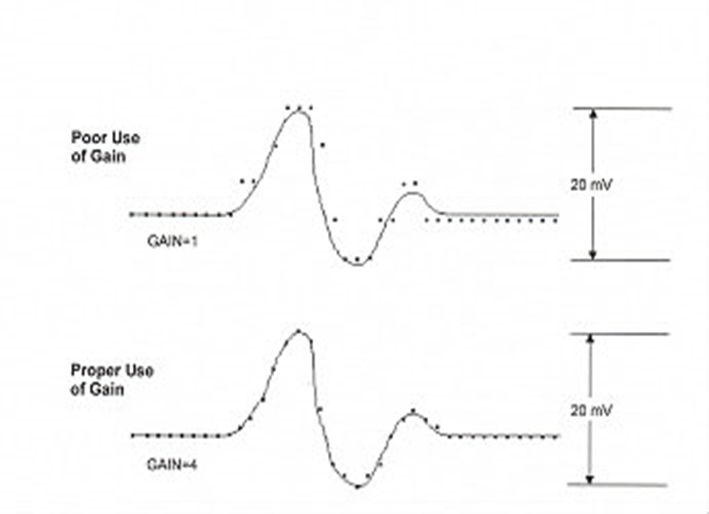 Poor Use
of Gain
20 mV
GAIN=1
Proper Use
of Gain
20 mV
GAIN=4